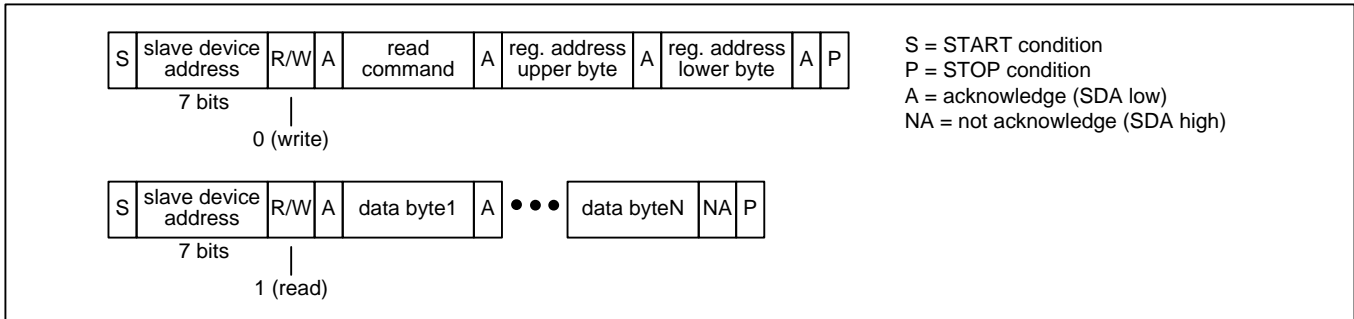 S slave device address R/W A read command A reg. address upper byte A reg. address lower byte A P
7 bits
0 (write)
S = START condition
P = STOP condition
A = acknowledge (SDA low)
NA = not acknowledge (SDA high)
S slave device address R/W A data byte1 A ••• data byteN NA P
7 bits
1 (read)